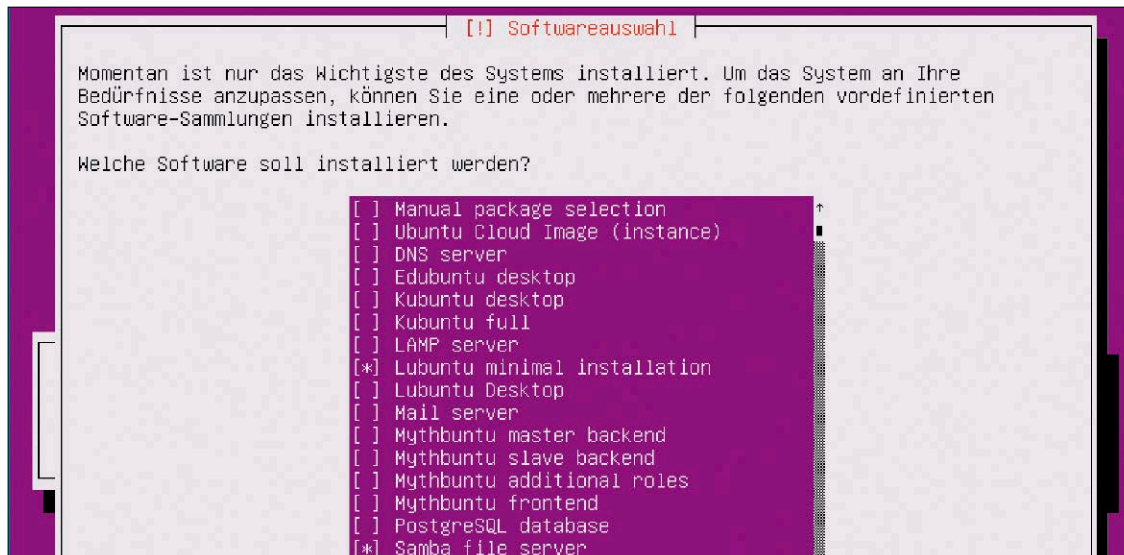 [!] Softwareauswahl
Momentan ist nur das Wichtigste des Systems installiert. Um das System an Ihre
Bedürfnisse anzupassen, können Sie eine oder mehrere der folgenden vordefinierten
Software-Sammlungen installieren.
Welche Software soll installiert werden?
[ ] Manual package selection
[ ] Ubuntu Cloud Image (instance)
[ ] DNS server
[ ] Edubuntu desktop
[ ] Kubuntu desktop
[ ] Kubuntu full
[ ] LAMP server
[*] Lubuntu minimal installation
[ ] Lubuntu Desktop
[ ] Mail server
[ ] Mythbuntu master backend
[ ] Mythbuntu slave backend
[ ] Mythbuntu additional roles
[ ] Mythbuntu frontend
[ ] PostgreSQL database
[*] Samba file server